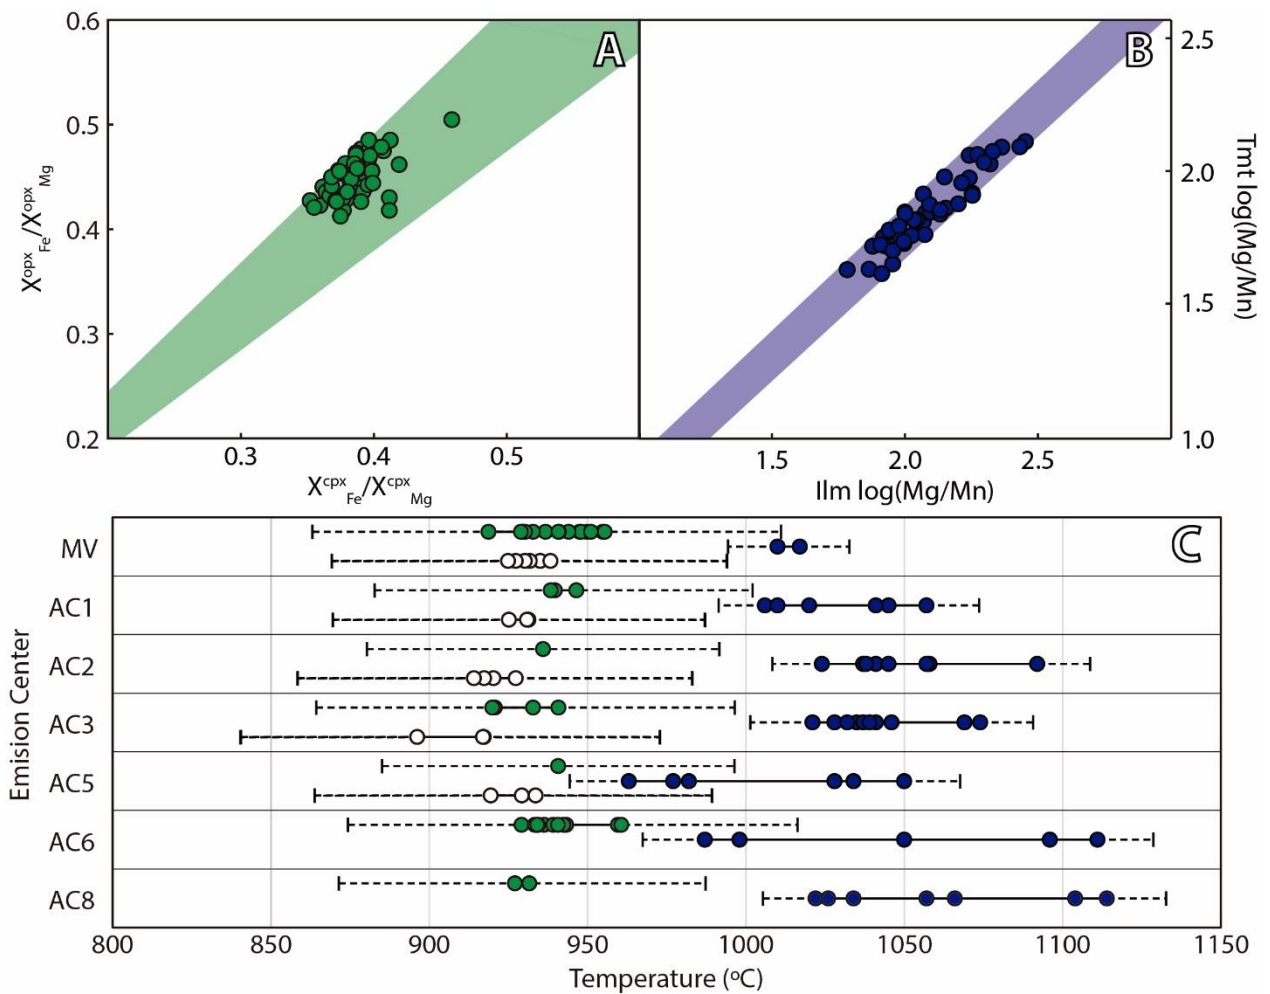 0.6
0.5
0.4
0.3
0.2
X^opx_Fe/X^opx_Mg
A
0.3
0.4
0.5
X^cpx_Fe/X^cpx_Mg
B
2.5
2.0
1.5
1.0
Tmt log(Mg/Mn)
1.5
2.0
2.5
Ilm log(Mg/Mn)
C
Emision Center
MV
AC1
AC2
AC3
AC5
AC6
AC8
800
850
900
950
1000
1050
1100
1150
Temperature (ºC)